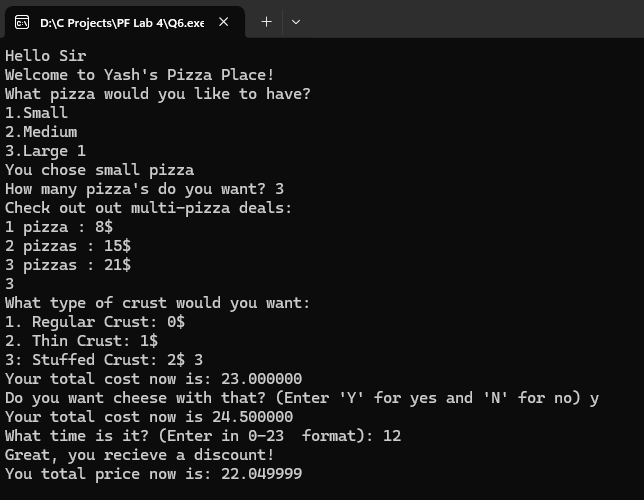 D:\C Projects\PF Lab 4\Q6.exe
Hello Sir
Welcome to Yash's Pizza Place!
What pizza would you like to have?
1.Small
2.Medium
3.Large 1
You chose small pizza
How many pizza's do you want? 3
Check out out multi-pizza deals:
1 pizza : 8$
2 pizzas : 15$
3 pizzas : 21$
3
What type of crust would you want:
1. Regular Crust: 0$
2. Thin Crust: 1$
3: Stuffed Crust: 2$ 3
Your total cost now is: 23.000000
Do you want cheese with that? (Enter 'Y' for yes and 'N' for no) y
Your total cost now is 24.500000
What time is it? (Enter in 0-23  format): 12
Great, you recieve a discount!
You total price now is: 22.049999